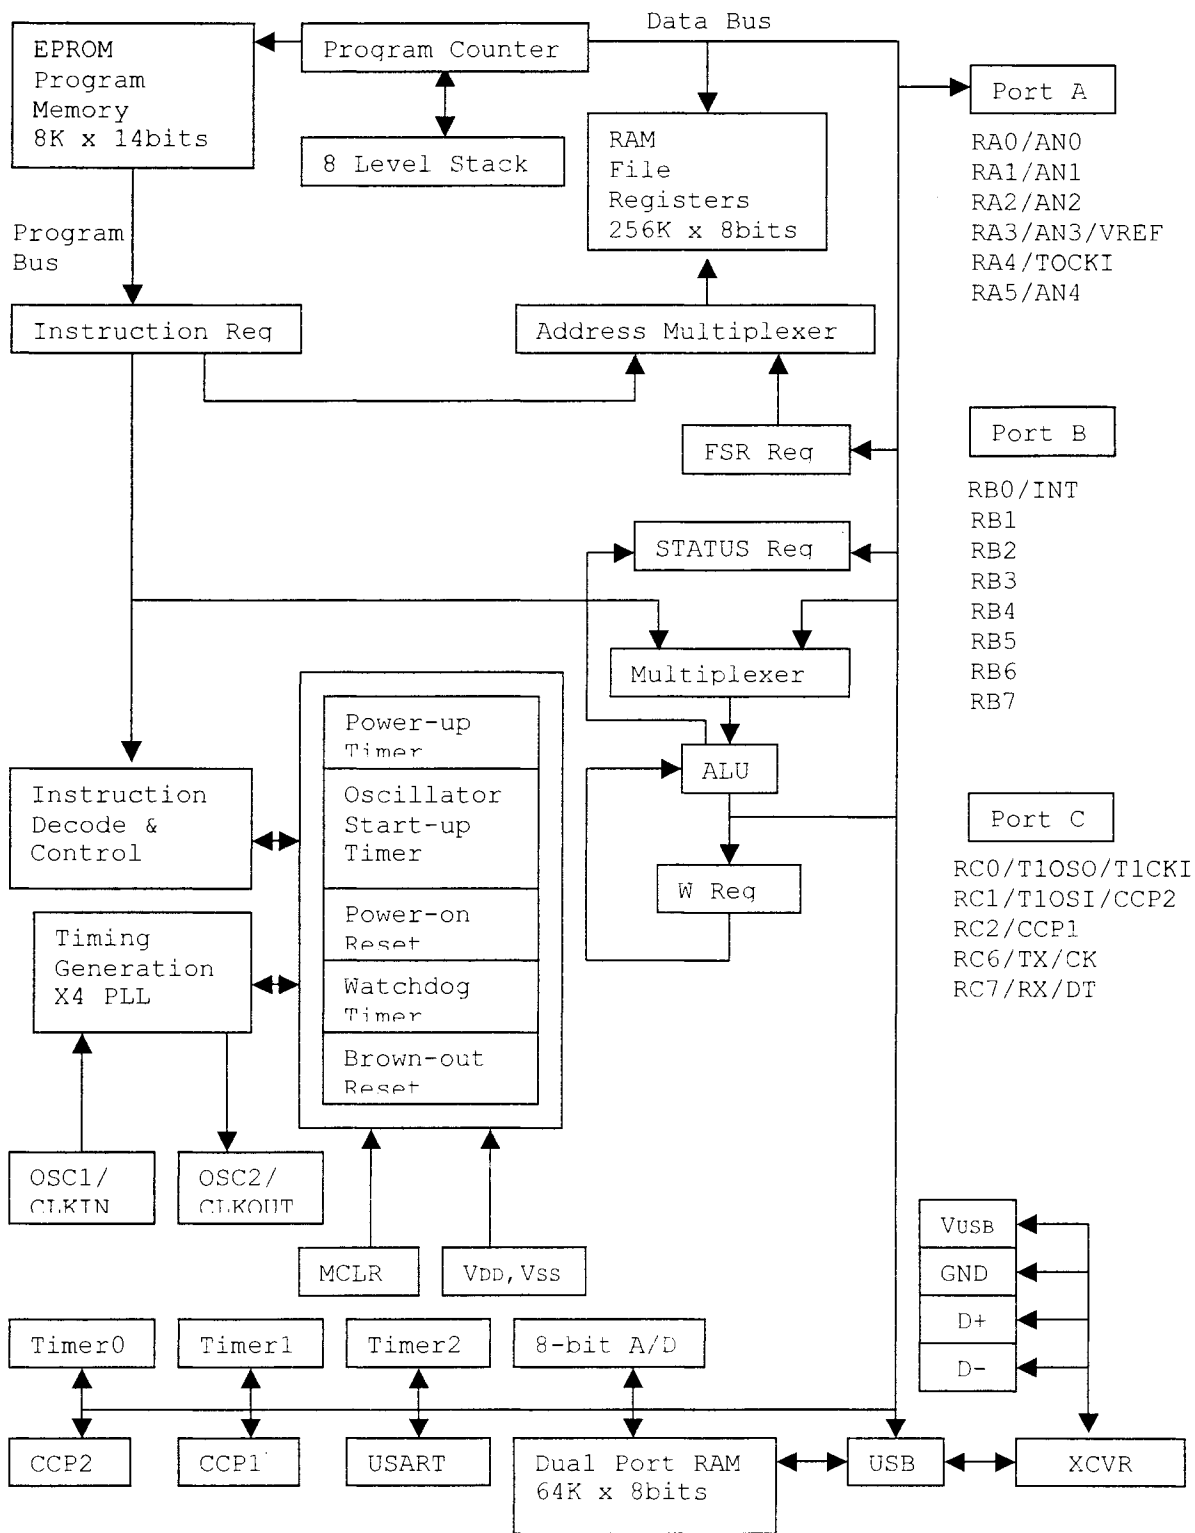 Data Bus
EPROM
Program
Memory
8K x 14bits
Program Counter
8 Level Stack
RAM
File
Registers
256K x 8bits
Port A
RA0/AN0
RA1/AN1
RA2/AN2
RA3/AN3/VREF
RA4/TOCKI
RA5/AN4
Program
Bus
Instruction Reg
Address Multiplexer
FSR Reg
Port B
RB0/INT
RB1
RB2
RB3
RB4
RB5
RB6
RB7
STATUS Reg
Multiplexer
Power-up
Timer
Oscillator
Start-up
Timer
Power-on
Reset
Watchdog
Timer
Brown-out
Reset
ALU
W Reg
Instruction
Decode &
Control
Timing
Generation
X4 PLL
Port C
RC0/T1OSO/T1CKI
RC1/T1OSI/CCP2
RC2/CCP1
RC6/TX/CK
RC7/RX/DT
OSC1/
CLKIN
OSC2/
CLKOUT
MCLR
VDD,VSS
VUSB
GND
D+
D-
Timer0
Timer1
Timer2
8-bit A/D
CCP2
CCP1
USART
Dual Port RAM
64K x 8bits
USB
XCVR